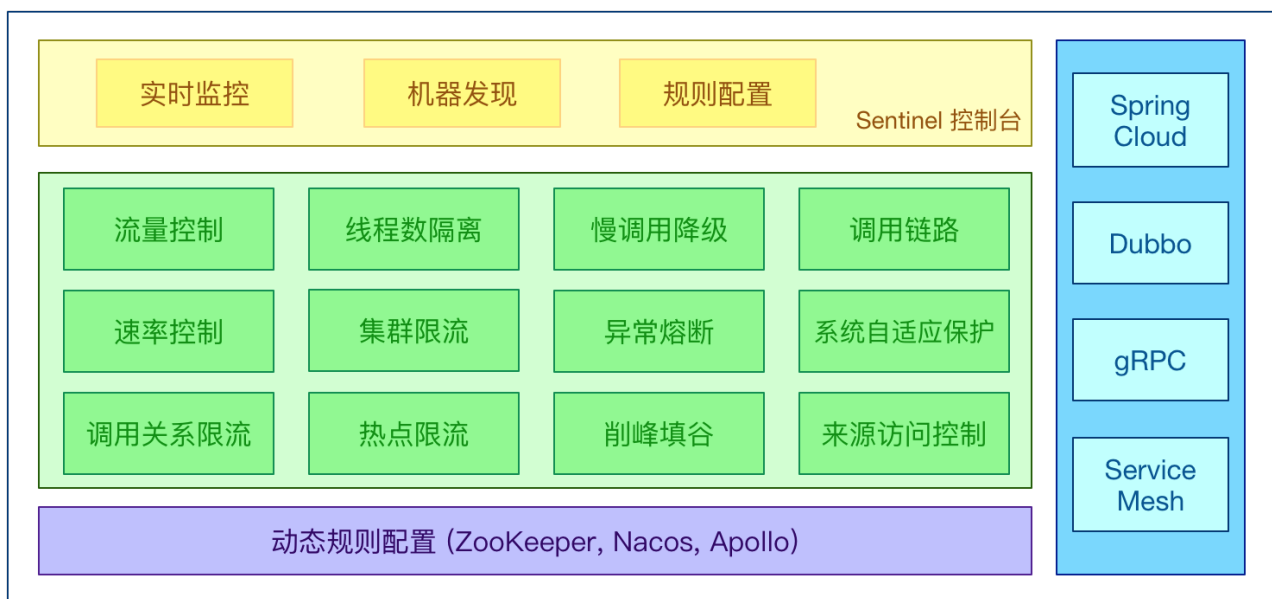 实时监控
机器发现
规则配置
Sentinel 控制台
流量控制
线程数隔离
慢调用降级
调用链路
速率控制
集群限流
异常熔断
系统自适应保护
调用关系限流
热点限流
削峰填谷
来源访问控制
动态规则配置 (ZooKeeper, Nacos, Apollo)
Spring
Cloud
Dubbo
gRPC
Service
Mesh